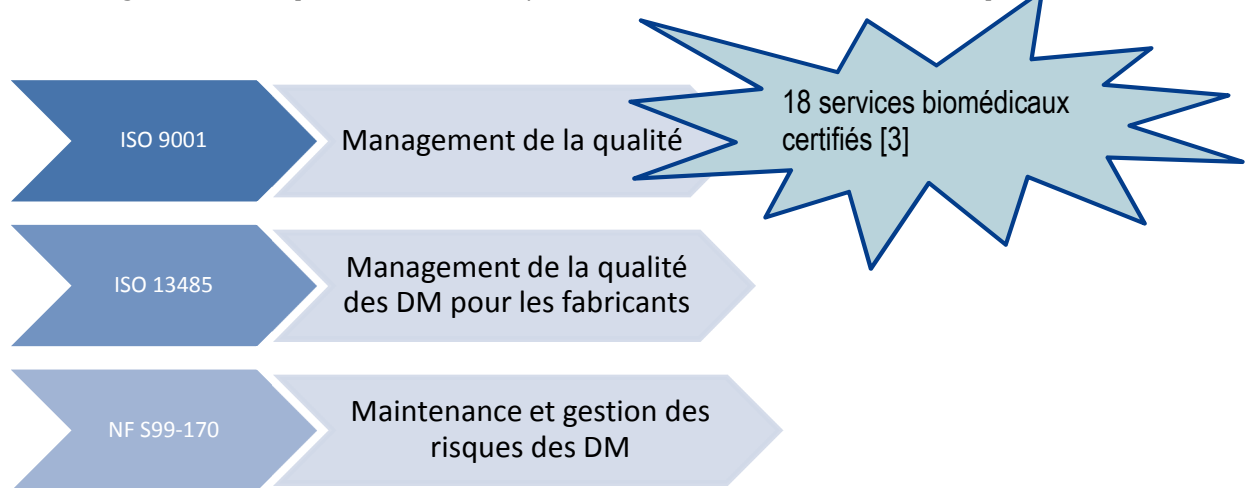 ISO 9001
Management de la qualité
18 services biomédicaux
certifiés [3]
ISO 13485
Management de la qualité
des DM pour les fabricants
NF S99-170
Maintenance et gestion des
risques des DM